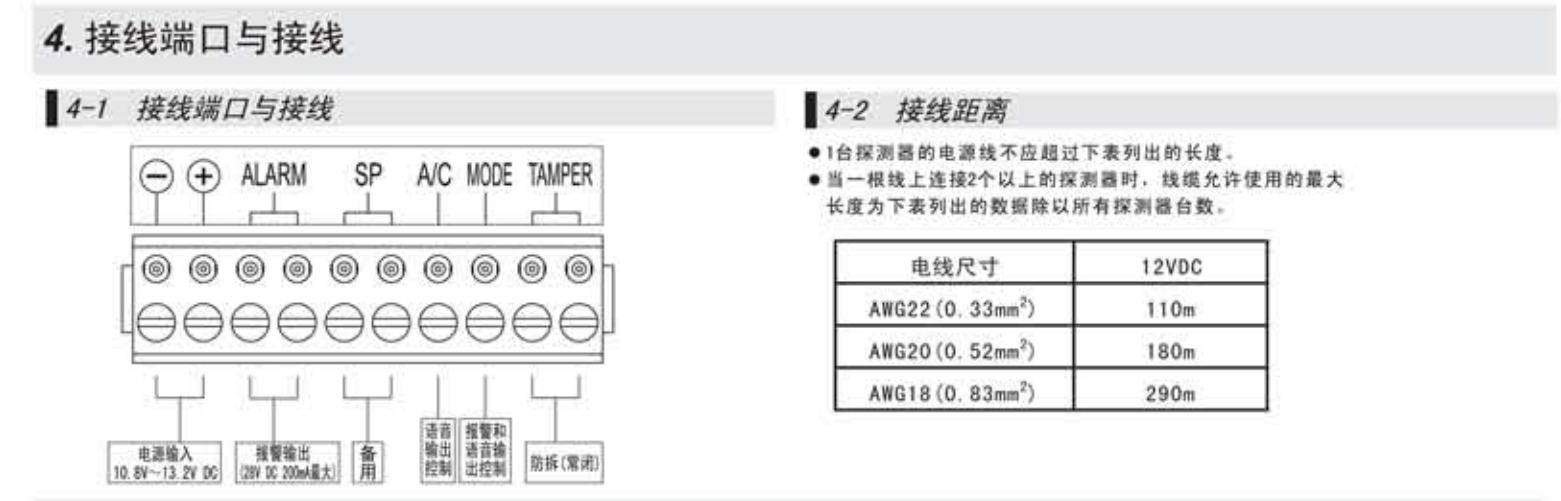 4. 接线端口与接线
4-1 接线端口与接线
⊖ ⊕ ALARM SP A/C MODE TAMPER
电源输入
10.8V～13.2V DC
报警输出
(28V DC 200mA最大)
备
用
语音
输出
控制
报警和
语音输
出控制
防拆(常闭)
4-2 接线距离
●1台探测器的电源线不应超过下表列出的长度。
●当一根线上连接2个以上的探测器时，线缆允许使用的最大
长度为下表列出的数据除以所有探测器台数。
电线尺寸 12VDC
AWG22(0.33mm²) 110m
AWG20(0.52mm²) 180m
AWG18(0.83mm²) 290m